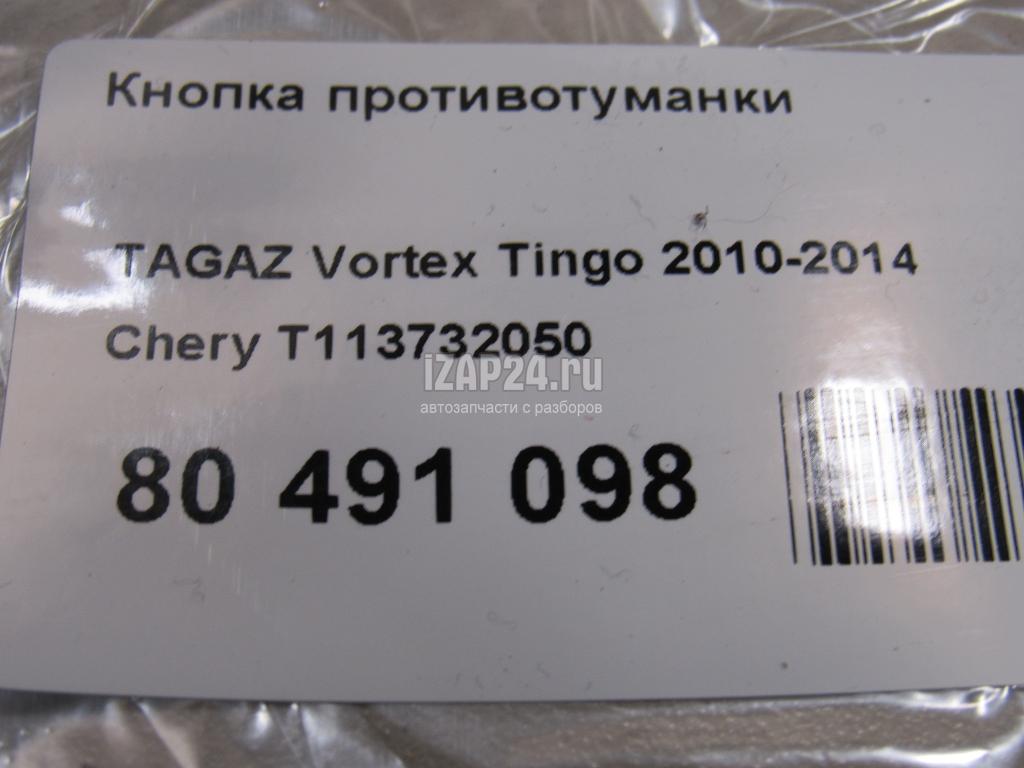 Кнопка противотуманки
TAGAZ Vortex Tingo 2010-2014
Chery T113732050
iZAP24.ru
автозапчасти с разборов
80 491 098